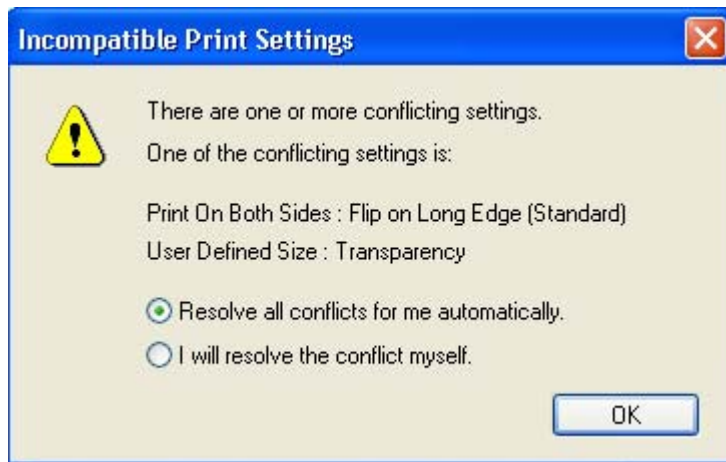 Incompatible Print Settings
There are one or more conflicting settings.
One of the conflicting settings is:
Print On Both Sides : Flip on Long Edge (Standard)
User Defined Size : Transparency
Resolve all conflicts for me automatically.
I will resolve the conflict myself.
OK